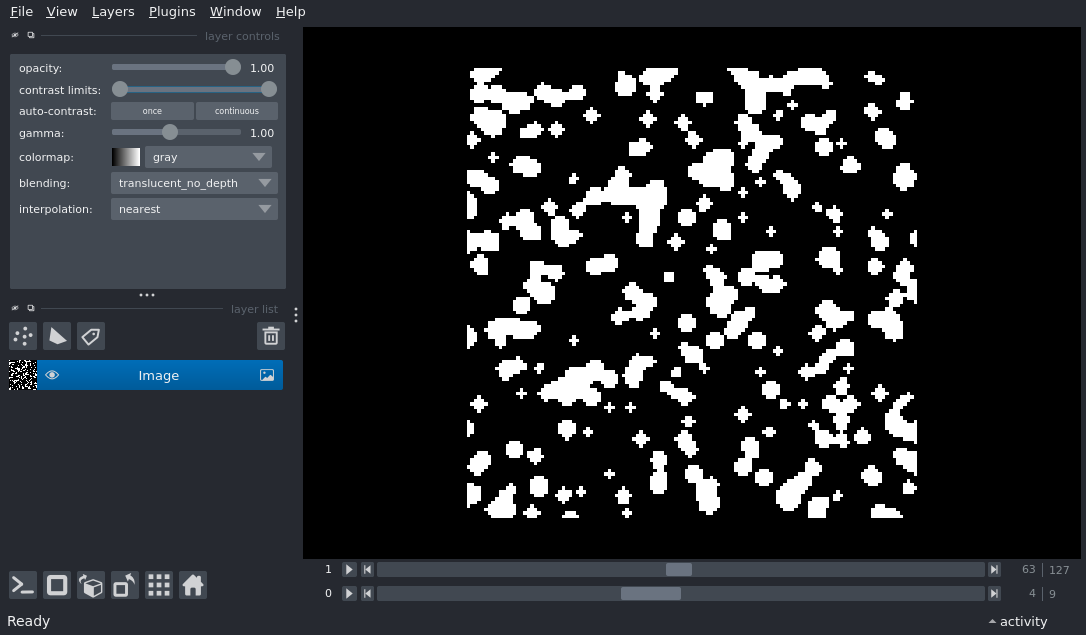 File View Layers Plugins Window Help
layer controls
opacity: 1.00
contrast limits:
auto-contrast: once continuous
gamma: 1.00
colormap: gray
blending: translucent_no_depth
interpolation: nearest
layer list
Image
1 63 127
0 4 9
Ready activity